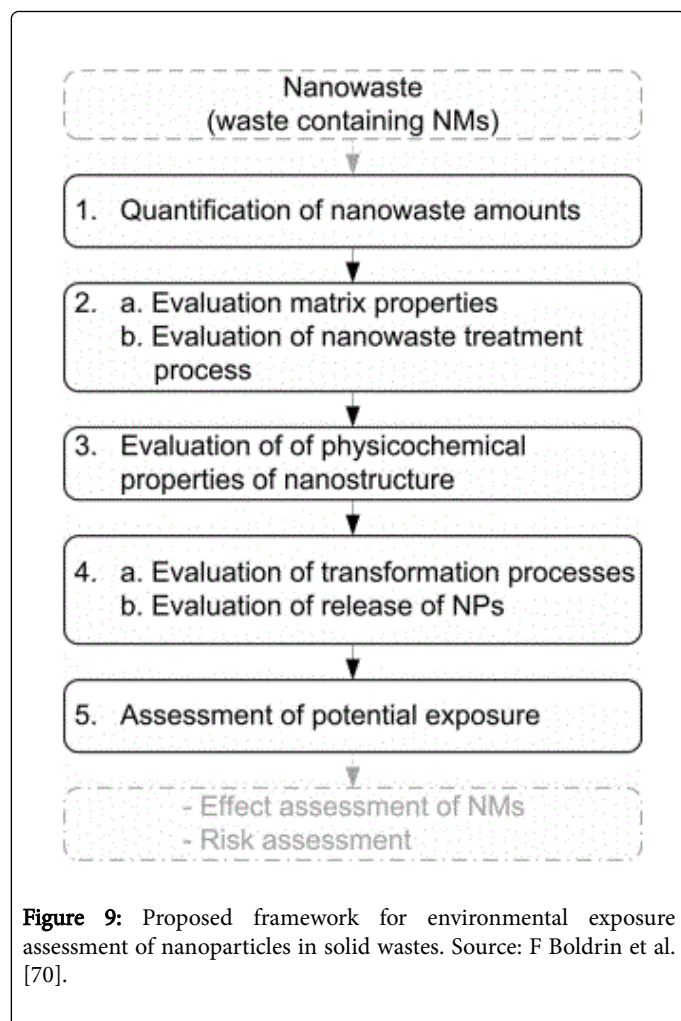 Nanowaste
(waste containing NMs)
1. Quantification of nanowaste amounts
2. a. Evaluation matrix properties
b. Evaluation of nanowaste treatment
process
3. Evaluation of of physicochemical
properties of nanostructure
4. a. Evaluation of transformation processes
b. Evaluation of release of NPs
5. Assessment of potential exposure
- Effect assessment of NMs
- Risk assessment
Figure 9: Proposed framework for environmental exposure
assessment of nanoparticles in solid wastes. Source: F Boldrin et al.
[70].